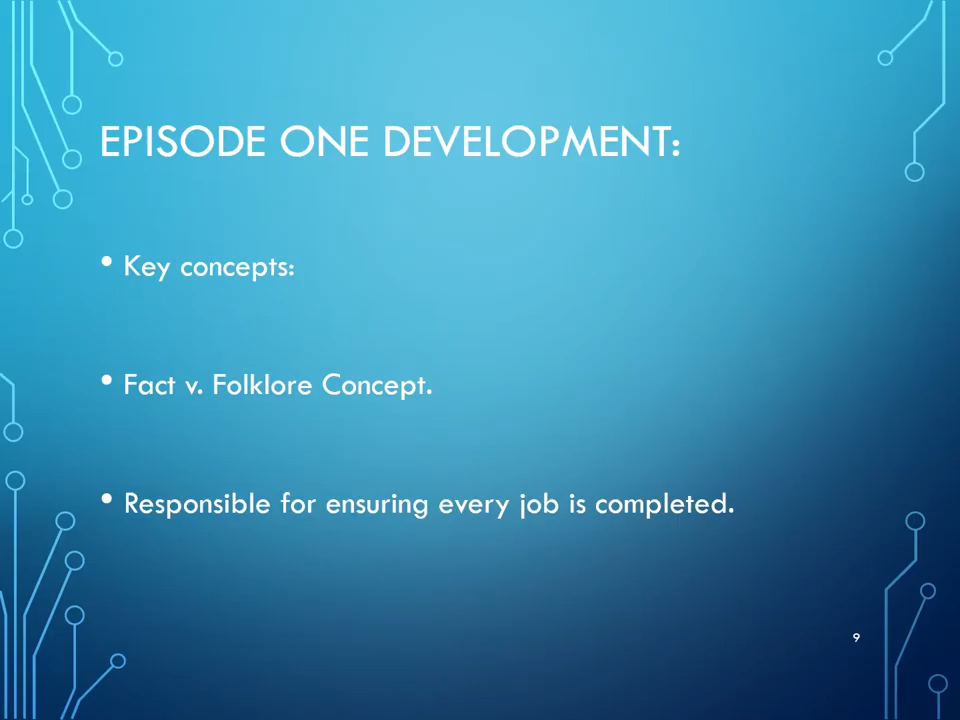 EPISODE ONE DEVELOPMENT:
• Key concepts:
• Fact v. Folklore Concept.
• Responsible for ensuring every job is completed.
9